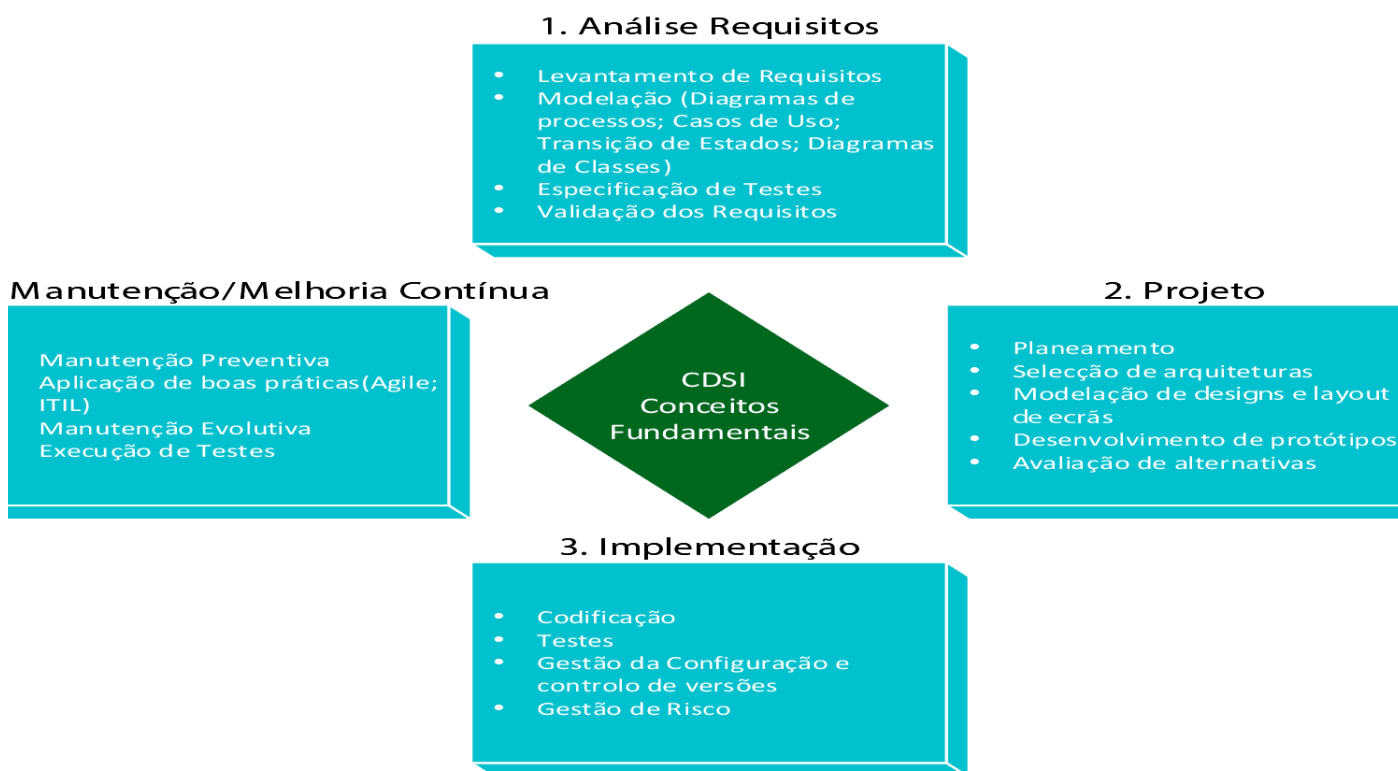 1. Análise Requisitos
• Levantamento de Requisitos
• Modelação (Diagramas de
processos; Casos de Uso;
Transição de Estados; Diagramas
de Classes)
• Especificação de Testes
• Validação dos Requisitos
Manutenção/Melhoria Contínua
Manutenção Preventiva
Aplicação de boas práticas(Agile;
ITIL)
Manutenção Evolutiva
Execução de Testes
CDSI
Conceitos
Fundamentais
2. Projeto
• Planeamento
• Selecção de arquiteturas
• Modelação de designs e layout
de ecrãs
• Desenvolvimento de protótipos
• Avaliação de alternativas
3. Implementação
• Codificação
• Testes
• Gestão da Configuração e
controlo de versões
• Gestão de Risco